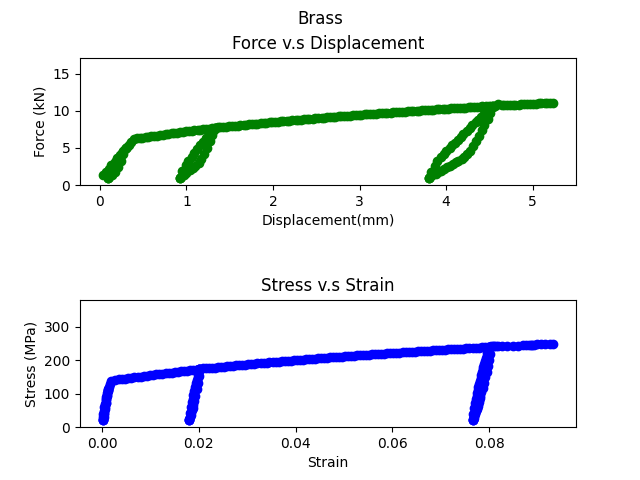 Brass
Force v.s Displacement
15
10
5
0
Force (kN)
0 1 2 3 4 5
Displacement(mm)
Stress v.s Strain
300
200
100
0
Stress (MPa)
0.00 0.02 0.04 0.06 0.08
Strain